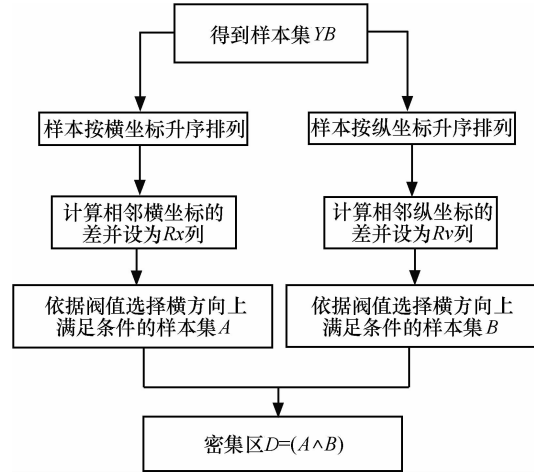 得到样本集YB
样本按横坐标升序排列
样本按纵坐标升序排列
计算相邻横坐标的
差并设为Rx列
计算相邻纵坐标的
差并设为Rv列
依据阀值选择横方向上
满足条件的样本集A
依据阀值选择横方向上
满足条件的样本集B
密集区D=(A∧B)